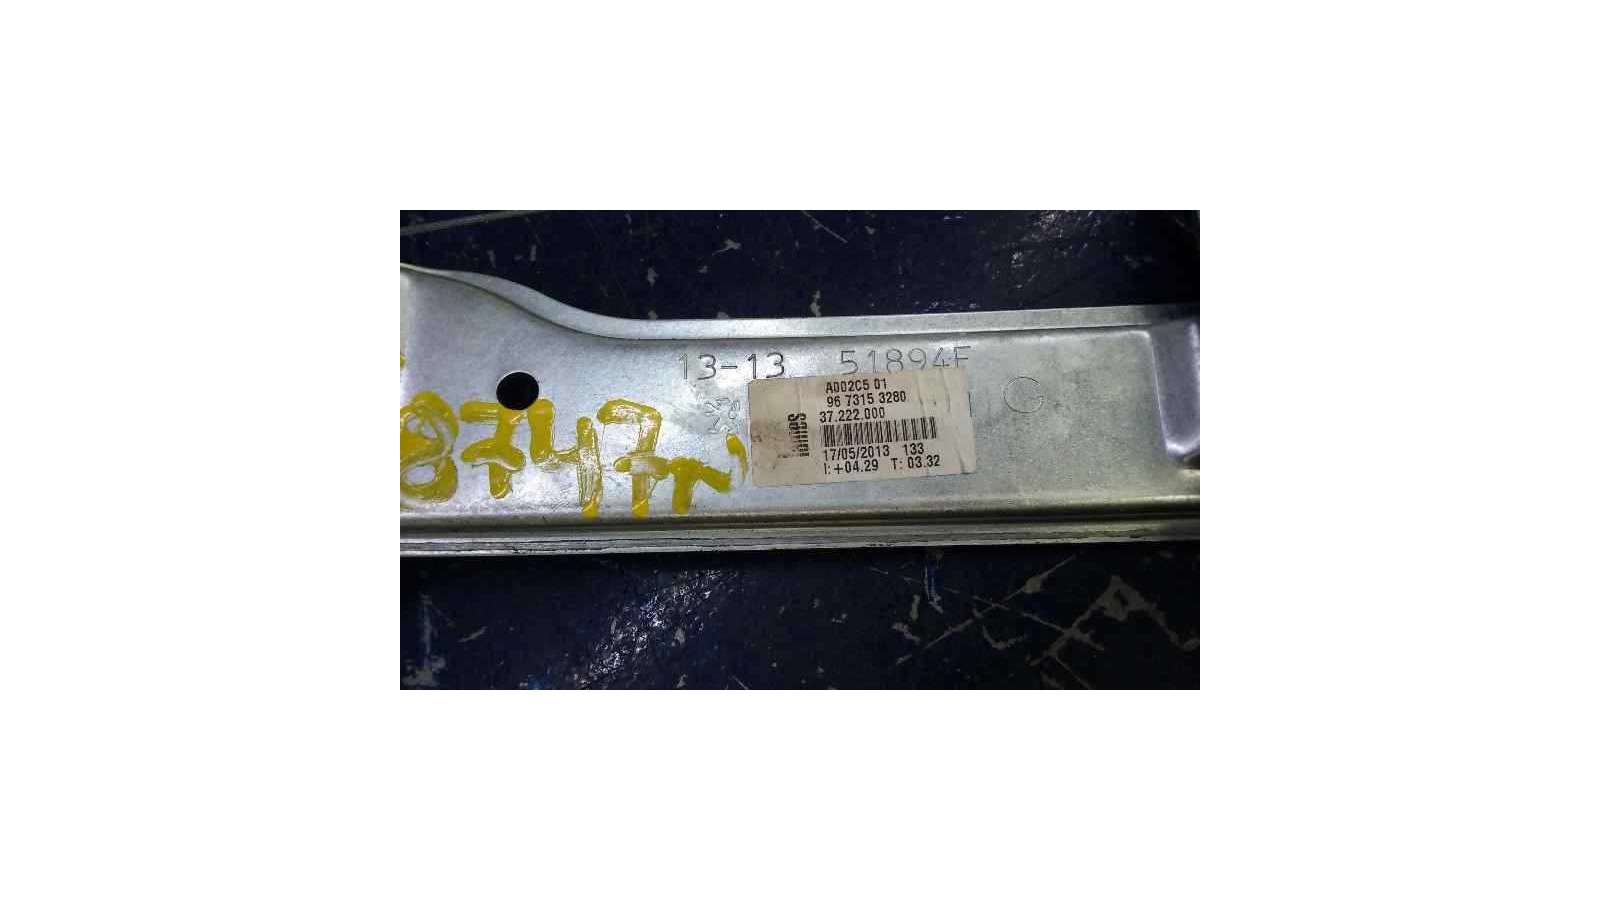 13-13 51894F
A002C5 01
96 7315 3280
37.222.000
17/05/2013 133
I:+04.29 T: 03.32
8747
C